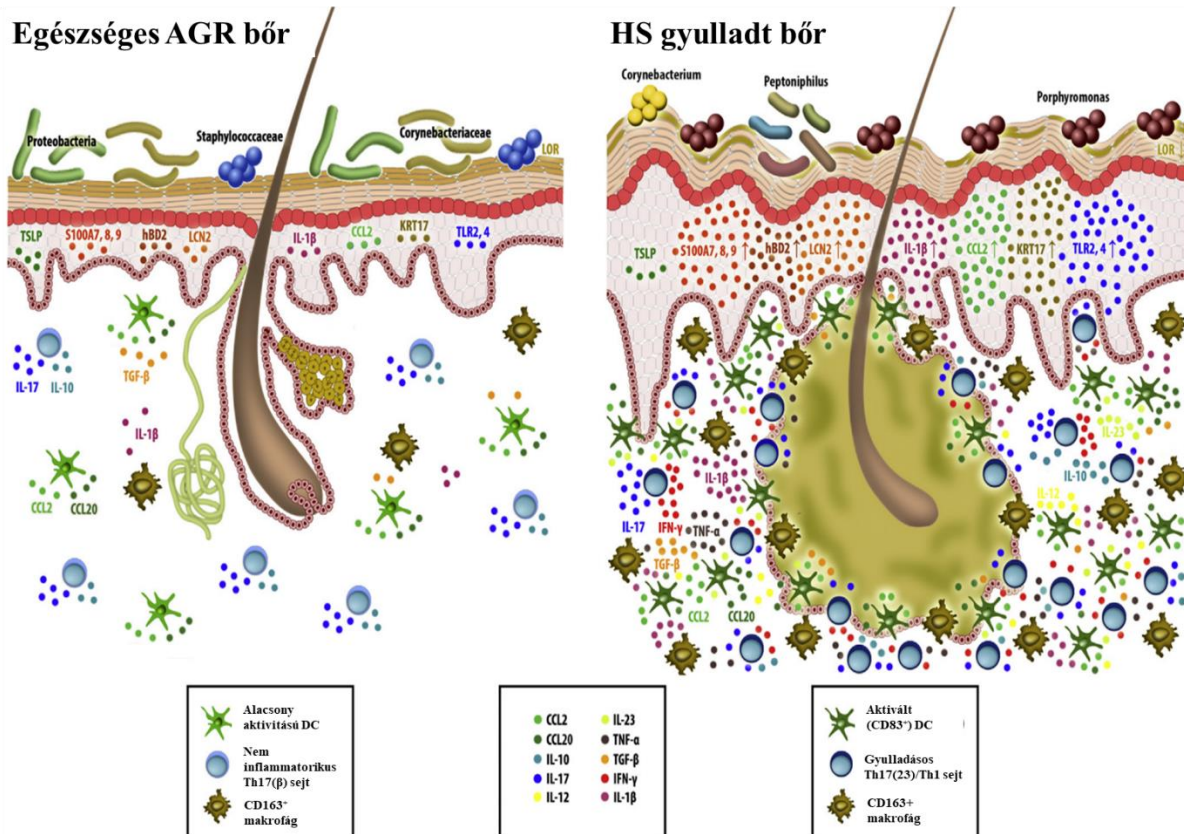 Egészséges AGR bőr
Proteobacteria
Staphylococcaceae
Corynebacteriaceae
LOR
TSLP
S100A7, 8, 9
hBD2
LCN2
IL-1β
CCL2
KRT17
TLR2, 4
IL-17
IL-10
TGF-β
IL-1β
CCL2
CCL20
HS gyulladt bőr
Corynebacterium
Peptoniphilus
Porphyromonas
LOR
TSLP
S100A7, 8, 9 ↑
hBD2 ↑
LCN2 ↑
IL-1β ↑
CCL2 ↑
KRT17 ↑
TLR2, 4 ↑
IL-23
IL-10
IL-1β
IL-12
IL-17
IFN-γ
TNF-α
TGF-β
CCL2
CCL20
Alacsony
aktivitású DC
Nem
inflammatorikus
Th17(β) sejt
CD163⁺
makrofág
CCL2
CCL20
IL-10
IL-17
IL-12
IL-23
TNF-α
TGF-β
IFN-γ
IL-1β
Aktivált
(CD83⁺) DC
Gyulladásos
Th17(23)/Th1 sejt
CD163+
makrofág